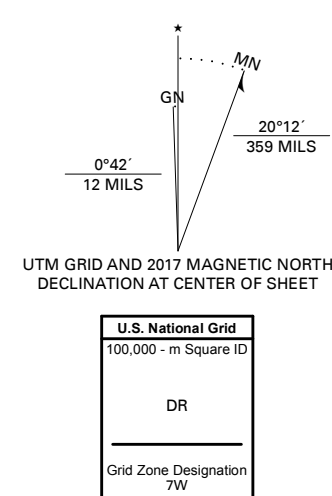 ★
MN
GN
20°12´
359 MILS
0°42´
12 MILS
UTM GRID AND 2017 MAGNETIC NORTH
DECLINATION AT CENTER OF SHEET
U.S. National Grid
100,000 - m Square ID
DR
Grid Zone Designation
7W